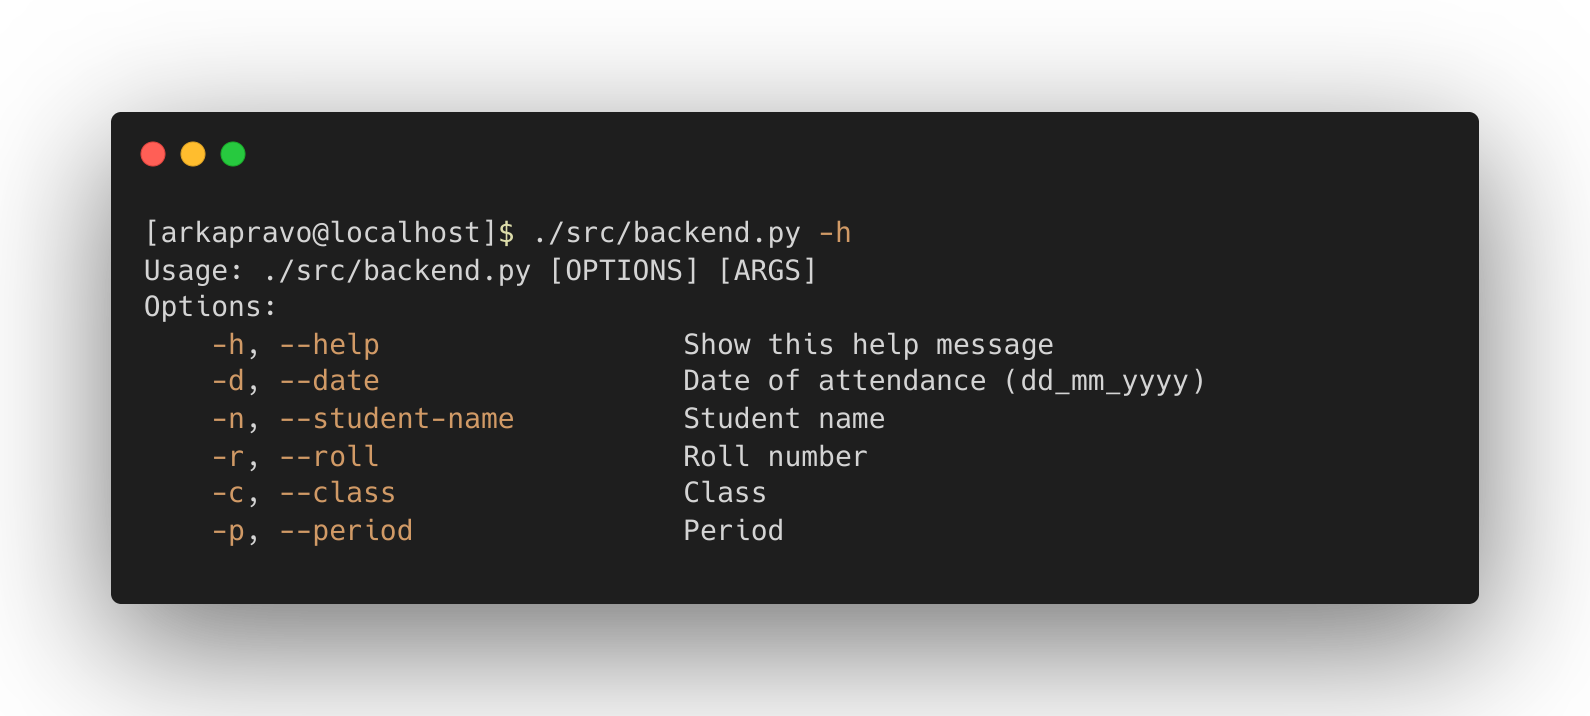 [arkapravo@localhost]$ ./src/backend.py -h
Usage: ./src/backend.py [OPTIONS] [ARGS]
Options:
    -h, --help                  Show this help message
    -d, --date                  Date of attendance (dd_mm_yyyy)
    -n, --student-name          Student name
    -r, --roll                  Roll number
    -c, --class                 Class
    -p, --period                Period